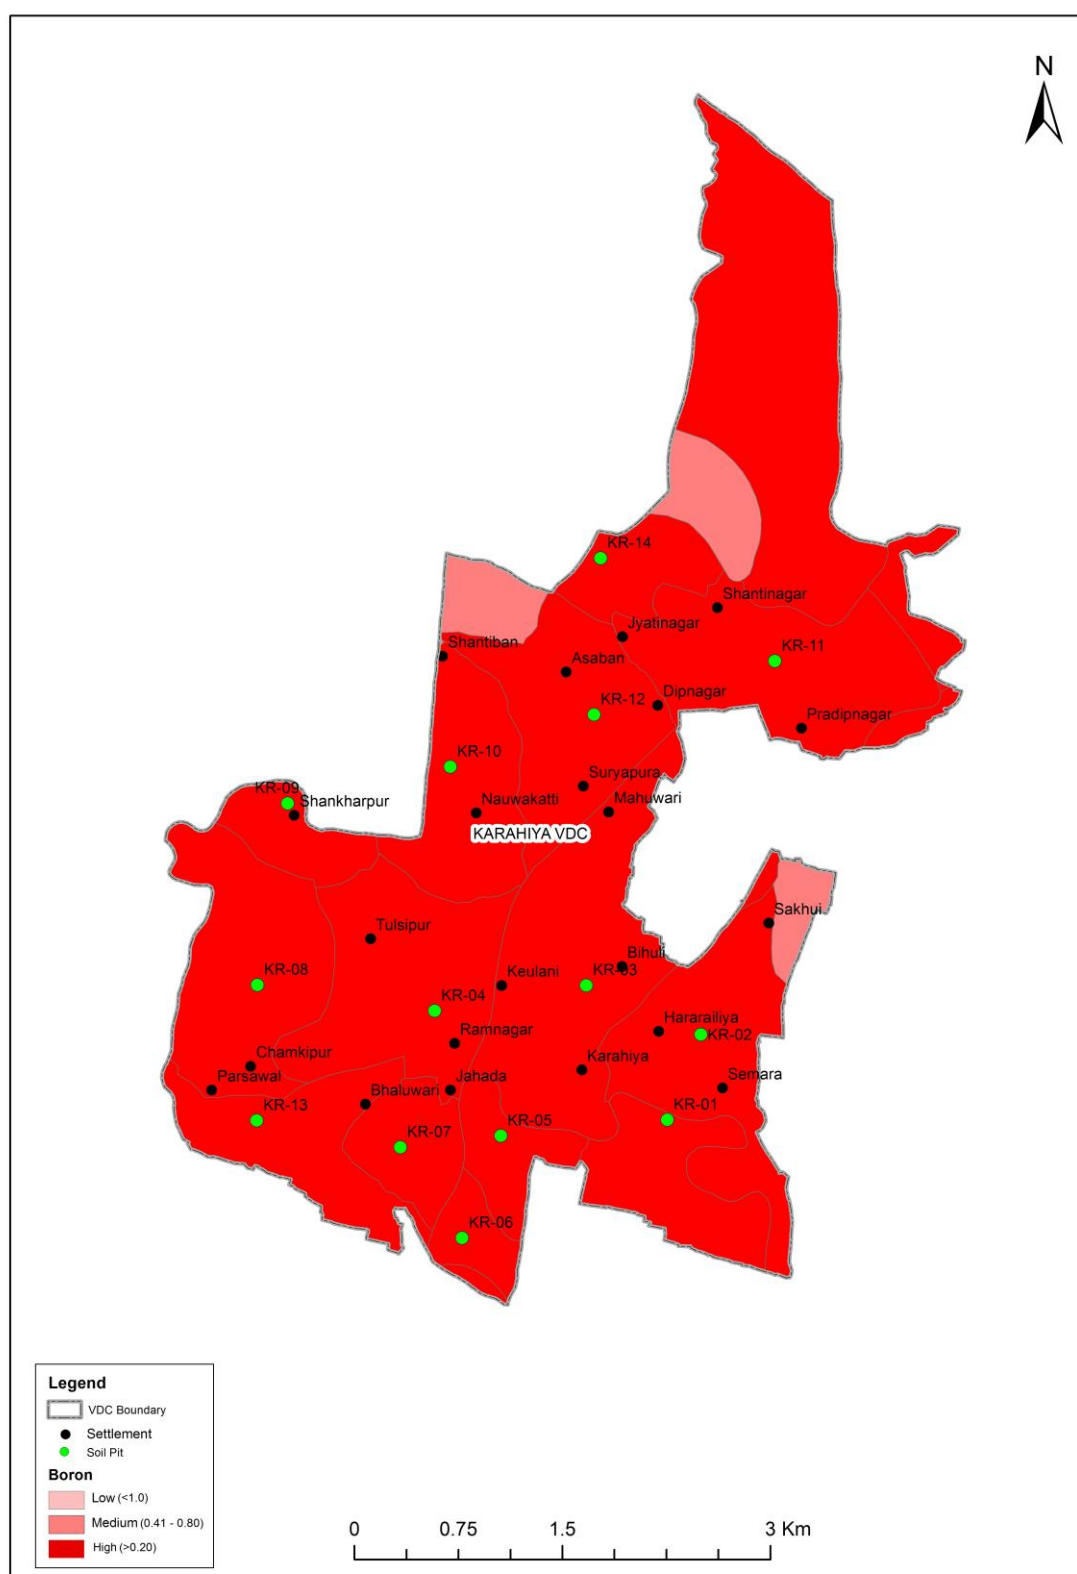 N
KR-14
Shantinagar
Jyatinagar
Shantiban
KR-11
Asaban
Dipnagar
KR-12
Pradipnagar
KR-10
Suryapura
KR-09
Shankharpur
Nauwakatti
Mahuwari
KARAHIYA VDC
Sakhui
Tulsipur
Bihuli
KR-08
Keulani
KR-03
KR-04
Hararailiya
Ramnagar
KR-02
Chamkipur
Karahiya
Parsawal
Jahada
Semara
Bhaluwari
KR-13
KR-01
KR-05
KR-07
KR-06
Legend
VDC Boundary
Settlement
Soil Pit
Boron
Low (<1.0)
Medium (0.41 - 0.80)
High (>0.20)
0 0.75 1.5 3 Km